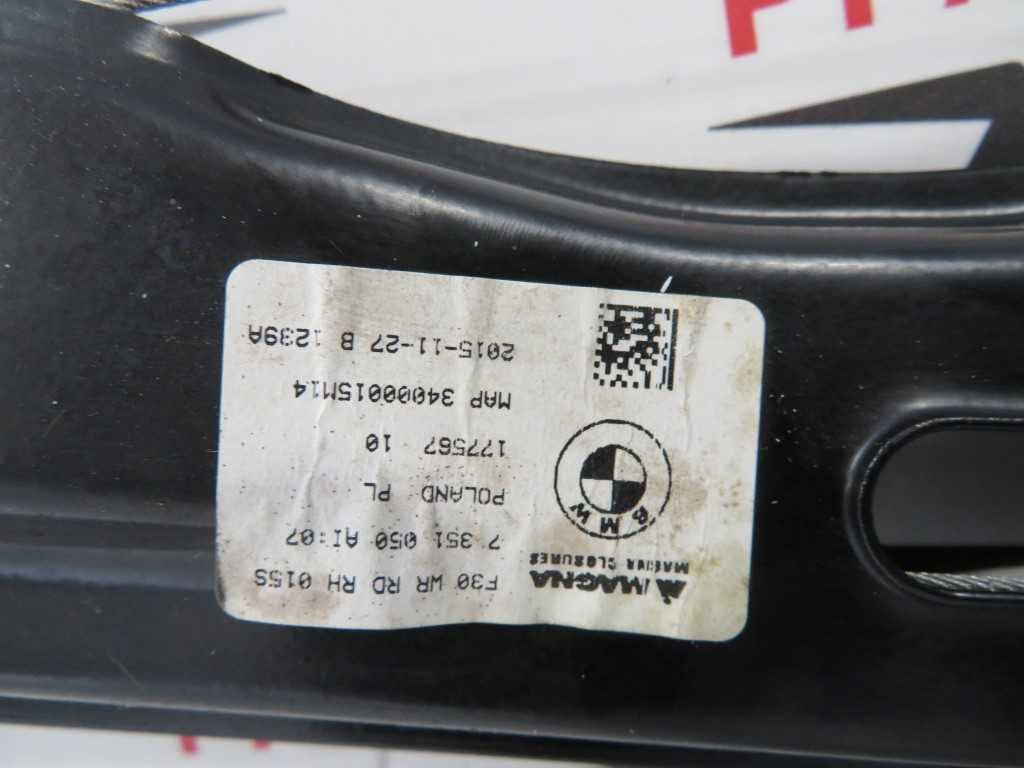 MAGNA
MAGNA CLOSURES
BMW
F30 WR RD RH 015S
7 351 050 AI:07
POLAND PL
177567 10
MAP 34000015M14
2015-11-27 B 1239A